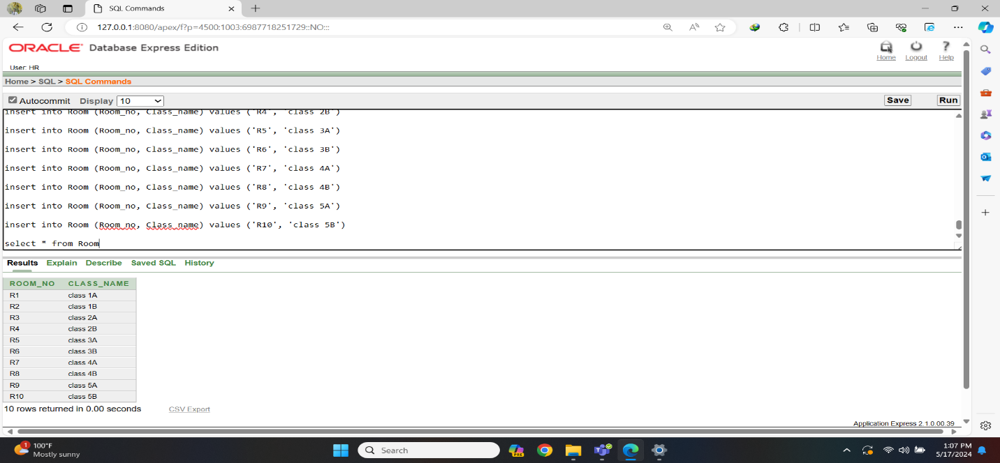 SQL Commands
127.0.0.1:8080/apex/f?p=4500:1003:6987718251729::NO:::
ORACLE® Database Express Edition
Home Logout Help
User: HR
Home > SQL > SQL Commands
Autocommit Display 10 Save Run
insert into Room (Room_no, Class_name) values ('R4', 'class 2B')
insert into Room (Room_no, Class_name) values ('R5', 'class 3A')
insert into Room (Room_no, Class_name) values ('R6', 'class 3B')
insert into Room (Room_no, Class_name) values ('R7', 'class 4A')
insert into Room (Room_no, Class_name) values ('R8', 'class 4B')
insert into Room (Room_no, Class_name) values ('R9', 'class 5A')
insert into Room (Room_no, Class_name) values ('R10', 'class 5B')
select * from Room
Results Explain Describe Saved SQL History
ROOM_NO CLASS_NAME
R1 class 1A
R2 class 1B
R3 class 2A
R4 class 2B
R5 class 3A
R6 class 3B
R7 class 4A
R8 class 4B
R9 class 5A
R10 class 5B
10 rows returned in 0.00 seconds CSV Export
Application Express 2.1.0.00.39
1 100°F
Mostly sunny
Search
PRE
1:07 PM
5/17/2024